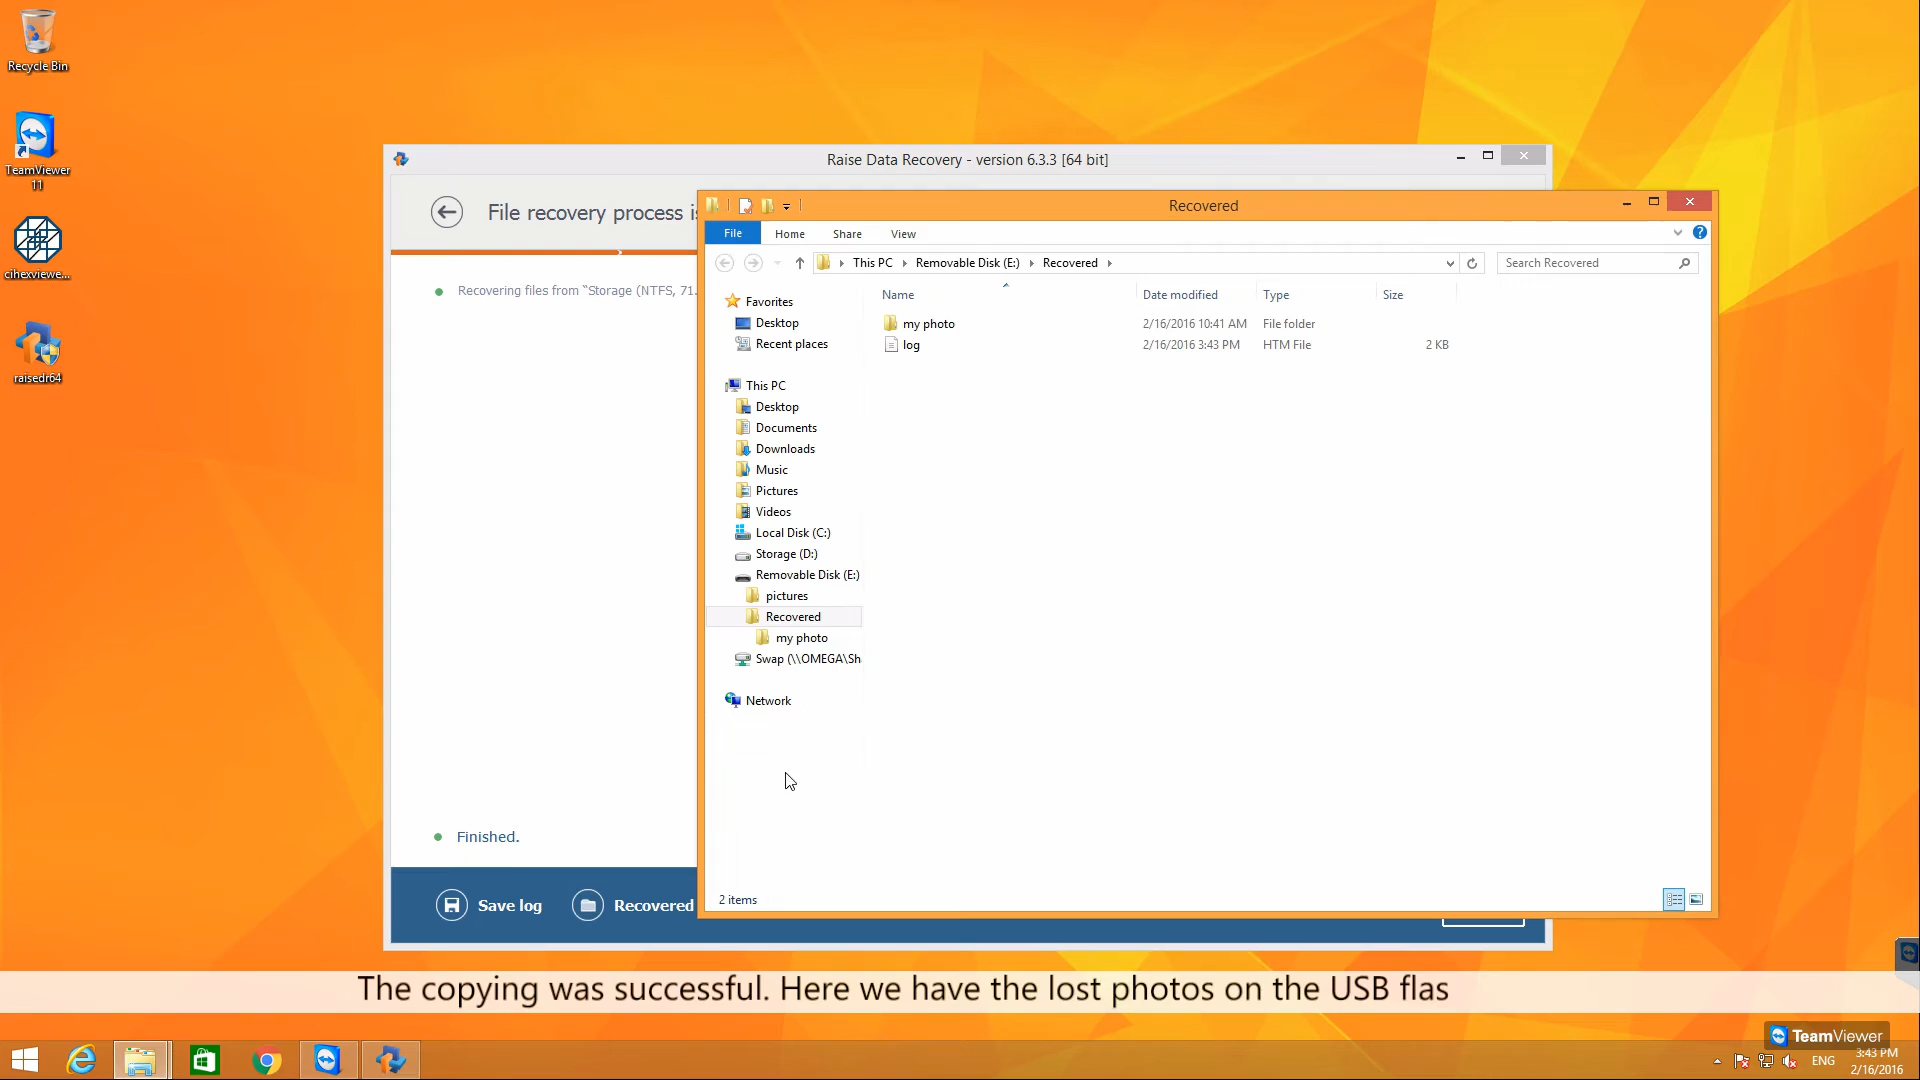 Recycle Bin
TeamViewer
11
cihexviewe...
raisedr64
Raise Data Recovery - version 6.3.3 [64 bit]
File recovery process i
Recovering files from “Storage (NTFS, 71.
Finished.
Save log
Recovered
Recovered
File
Home
Share
View
This PC
Removable Disk (E:)
Recovered
Search Recovered
Name
Date modified
Type
Size
my photo
2/16/2016 10:41 AM
File folder
log
2/16/2016 3:43 PM
HTM File
2 KB
Favorites
Desktop
Recent places
This PC
Desktop
Documents
Downloads
Music
Pictures
Videos
Local Disk (C:)
Storage (D:)
Removable Disk (E:)
pictures
Recovered
my photo
Swap (\\OMEGA\Sh
Network
2 items
The copying was successful. Here we have the lost photos on the USB flas
TeamViewer
ENG
3:43 PM
2/16/2016